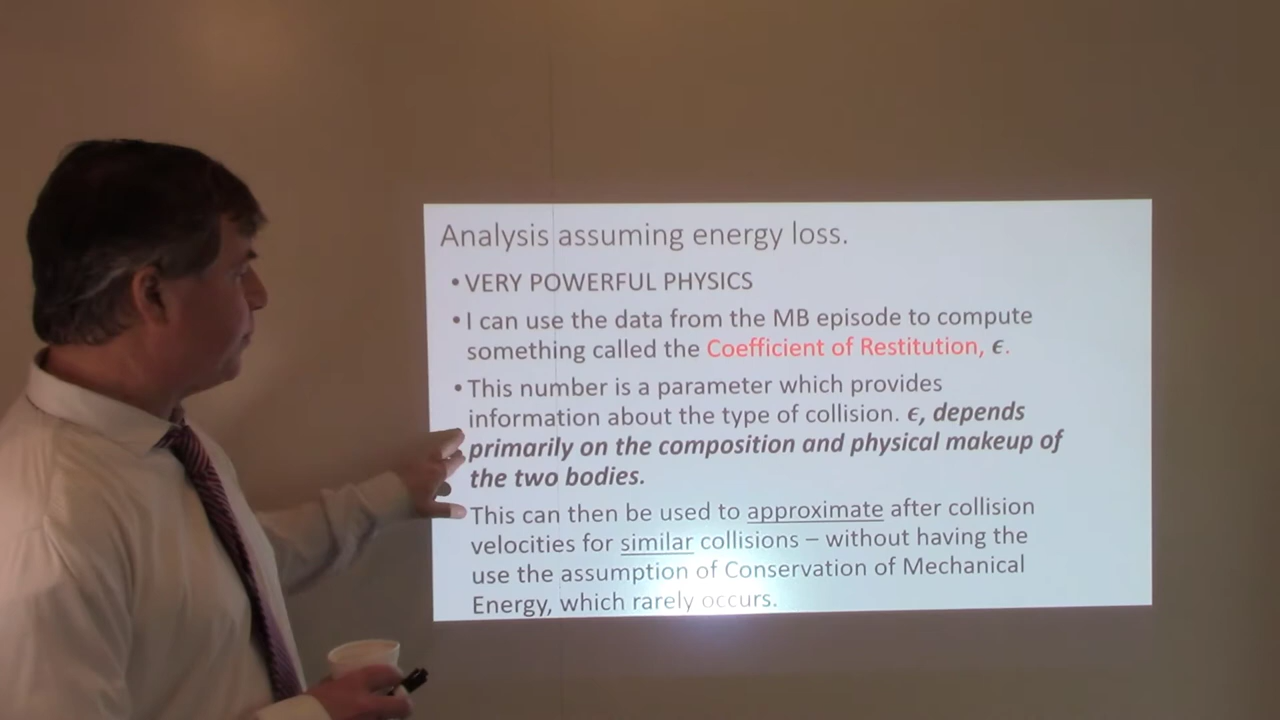 Analysis assuming energy loss.
• VERY POWERFUL PHYSICS
• I can use the data from the MB episode to compute
something called the Coefficient of Restitution, ϵ.
• This number is a parameter which provides
information about the type of collision. ϵ, depends
primarily on the composition and physical makeup of
the two bodies.
This can then be used to approximate after collision
velocities for similar collisions – without having the
use the assumption of Conservation of Mechanical
Energy, which rarely occurs.